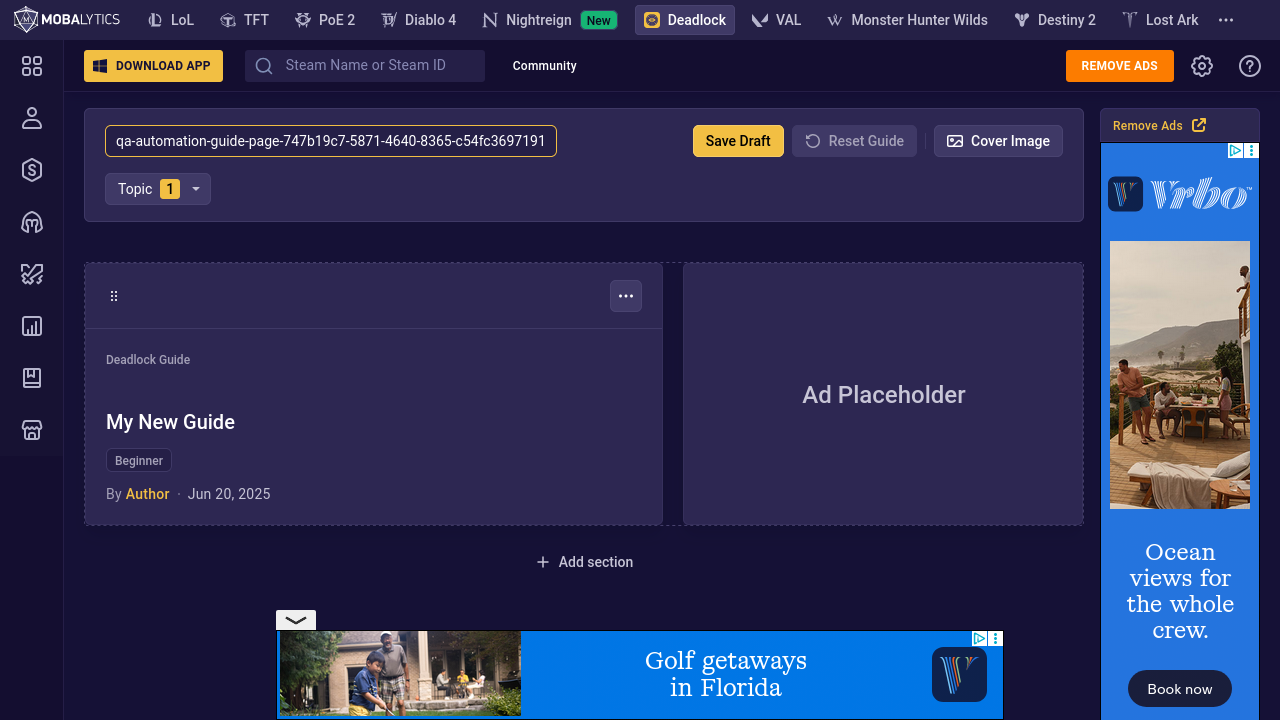 MOBALYTICS
LoL
TFT
PoE 2
Diablo 4
Nightreign
New
Deadlock
VAL
Monster Hunter Wilds
Destiny 2
Lost Ark
DOWNLOAD APP
Steam Name or Steam ID
Community
REMOVE ADS
qa-automation-guide-page-747b19c7-5871-4640-8365-c54fc3697191
Save Draft
Reset Guide
Cover Image
Topic 1
Remove Ads
Vrbo™
Deadlock Guide
My New Guide
Beginner
By Author · Jun 20, 2025
Ad Placeholder
Add section
Ocean
views for
the whole
crew.
Book now
Golf getaways
in Florida